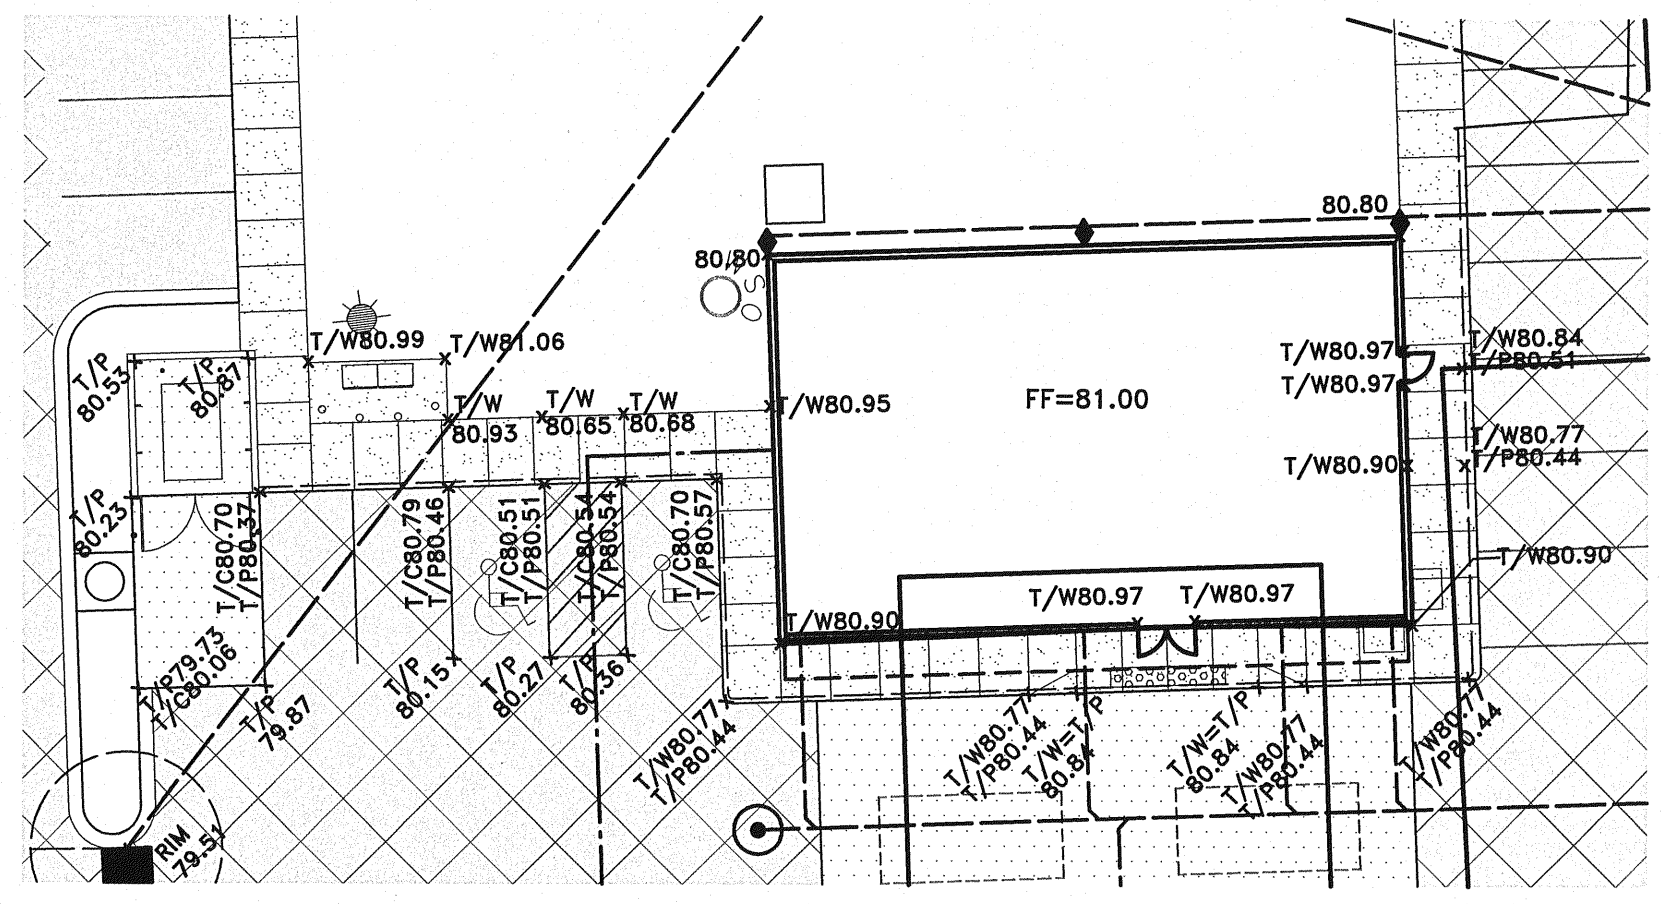 80.80
80.80
T/W80.99
T/W81.06
T/W80.84
T/P80.51
T/W80.97
T/W80.97
T/P
80.53
T/P
80.87
T/W
80.93
T/W
80.65
T/W
80.68
T/W80.95
FF=81.00
T/W80.77
T/P80.44
T/W80.90
T/P
80.23
T/C80.70
T/P80.37
T/C80.79
T/P80.46
T/C80.51
T/P80.51
T/C80.54
T/P80.54
T/C80.70
T/P80.57
T/W80.90
T/W80.97
T/W80.97
T/W80.90
T/P79.73
T/C80.06
T/P
79.87
T/P
80.15
T/P
80.27
T/P
80.36
T/W80.77
T/P80.44
T/W80.77
T/P80.44
T/W=T/P
80.84
T/W=T/P
80.84
T/W80.77
T/P80.44
T/W80.77
T/P80.44
RIM
79.51